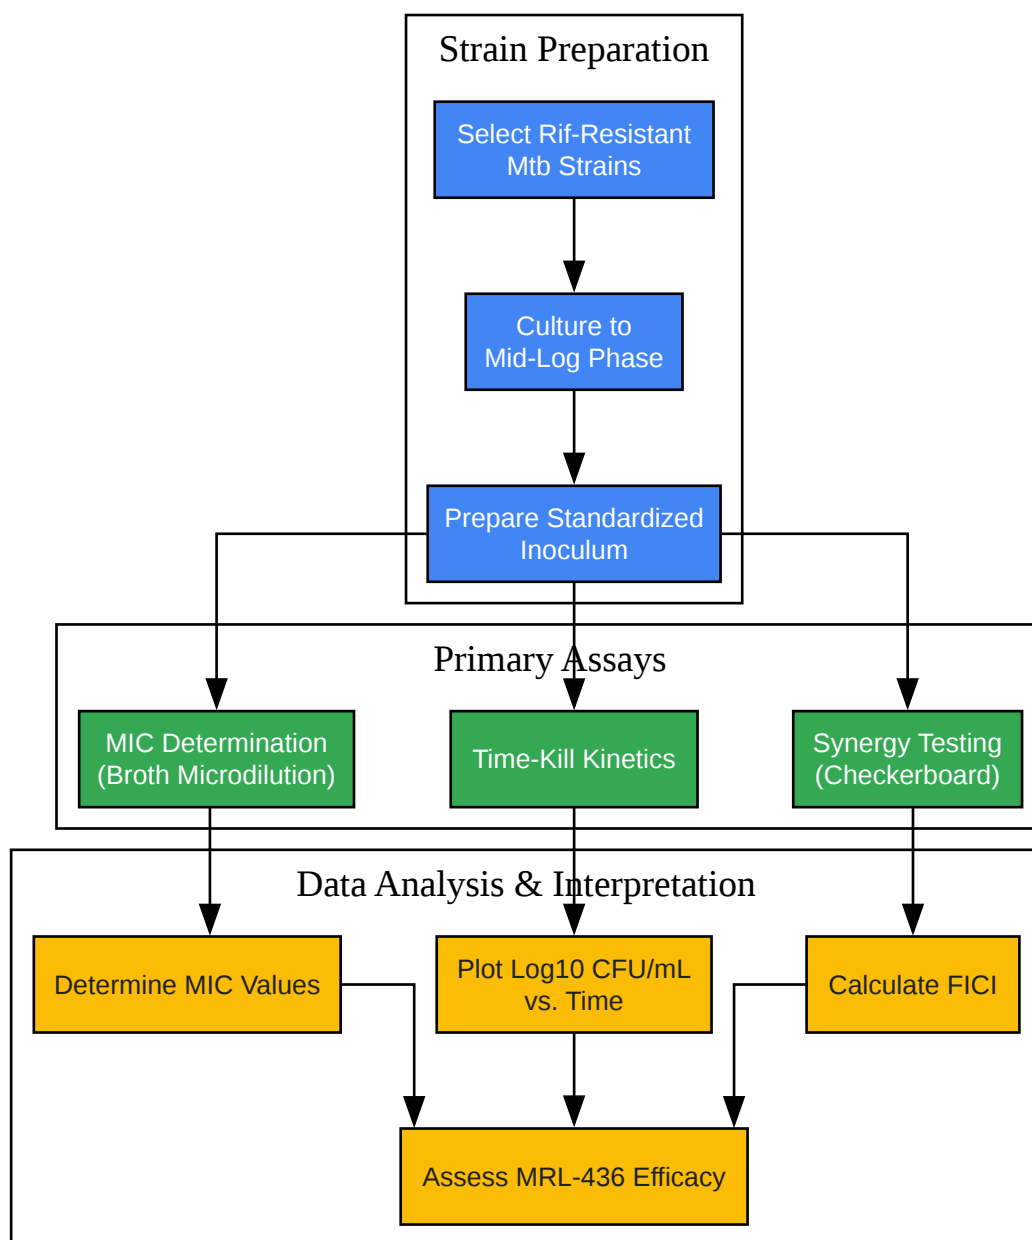 Strain Preparation
Select Rif-Resistant
Mtb Strains
Culture to
Mid-Log Phase
Prepare Standardized
Inoculum
Primary Assays
MIC Determination
(Broth Microdilution)
Time-Kill Kinetics
Synergy Testing
(Checkerboard)
Data Analysis & Interpretation
Determine MIC Values
Plot Log10 CFU/mL
vs. Time
Calculate FICI
Assess MRL-436 Efficacy